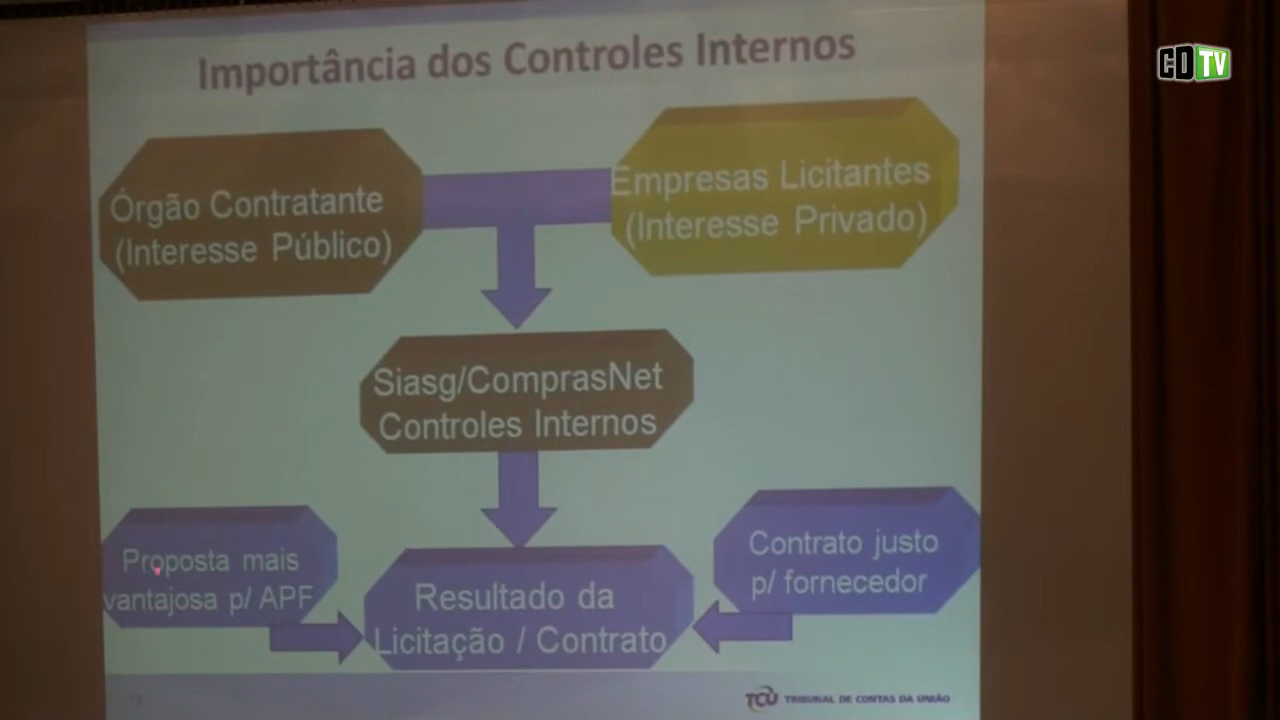 CDTV
Importância dos Controles Internos
Órgão Contratante
(Interesse Público)
Empresas Licitantes
(Interesse Privado)
Siasg/ComprasNet
Controles Internos
Proposta mais
vantajosa p/ APF
Contrato justo
p/ fornecedor
Resultado da
Licitação / Contrato
TCU TRIBUNAL DE CONTAS DA UNIÃO